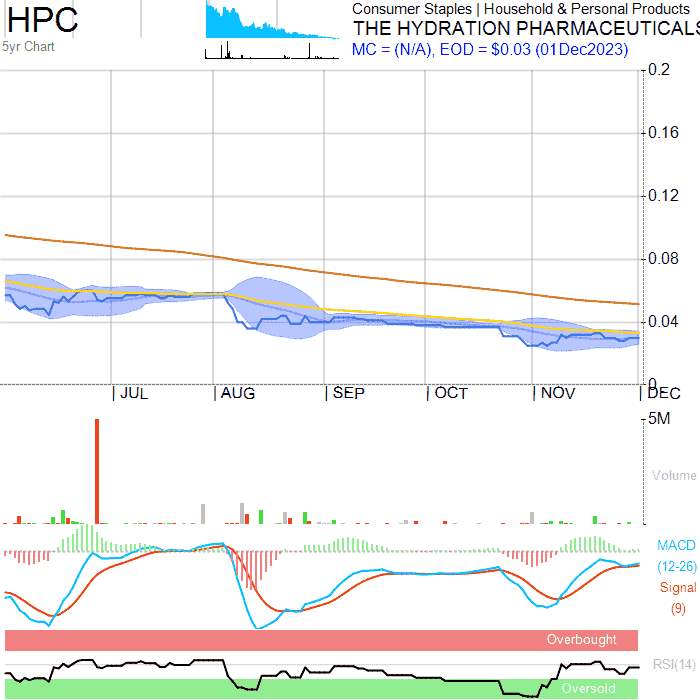 HPC
5yr Chart
Consumer Staples | Household & Personal Products
THE HYDRATION PHARMACEUTICALS
MC = (N/A), EOD = $0.03 (01Dec2023)
0.2
0.16
0.12
0.08
0.04
0
JUL
AUG
SEP
OCT
NOV
DEC
5M
Volume
MACD
(12-26)
Signal
(9)
Overbought
RSI(14)
Oversold